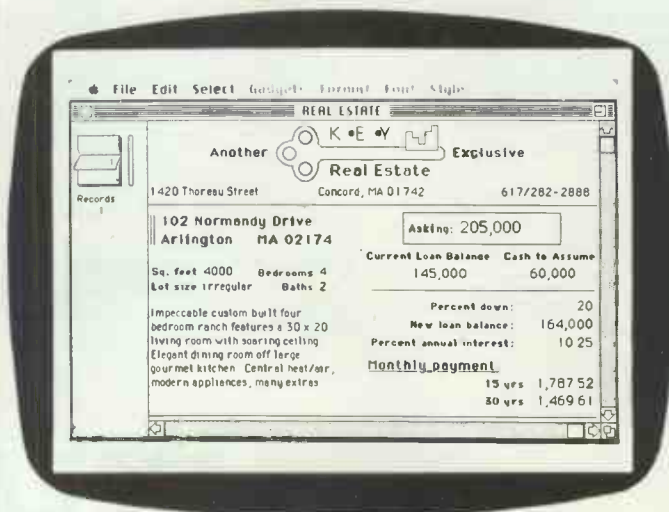 File Edit Select Gadgets Format Font Style
REAL ESTATE
Records
1
Another K•E•Y Exclusive
Real Estate
1420 Thoreau Street Concord, MA 01742 617/282-2888
102 Normandy Drive
Arlington MA 02174
Sq. feet 4000 Bedrooms 4
Lot size irregular Baths 2
Impeccable custom built four
bedroom ranch features a 30 x 20
living room with soaring ceiling
Elegant dining room off large
gourmet kitchen Central heat/air,
modern appliances, many extras
Asking: 205,000
Current Loan Balance Cash to Assume
145,000 60,000
Percent down: 20
New loan balance: 164,000
Percent annual interest: 10 25
Monthly payment
15 yrs 1,787 52
30 yrs 1,469 61